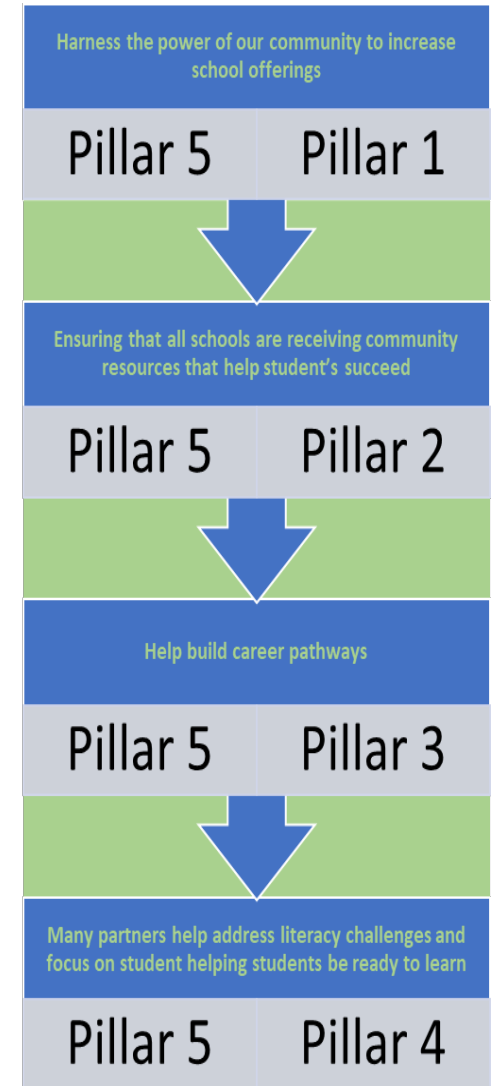 Harness the power of our community to increase
school offerings
Pillar 5 Pillar 1
Ensuring that all schools are receiving community
resources that help student’s succeed
Pillar 5 Pillar 2
Help build career pathways
Pillar 5 Pillar 3
Many partners help address literacy challenges and
focus on student helping students be ready to learn
Pillar 5 Pillar 4